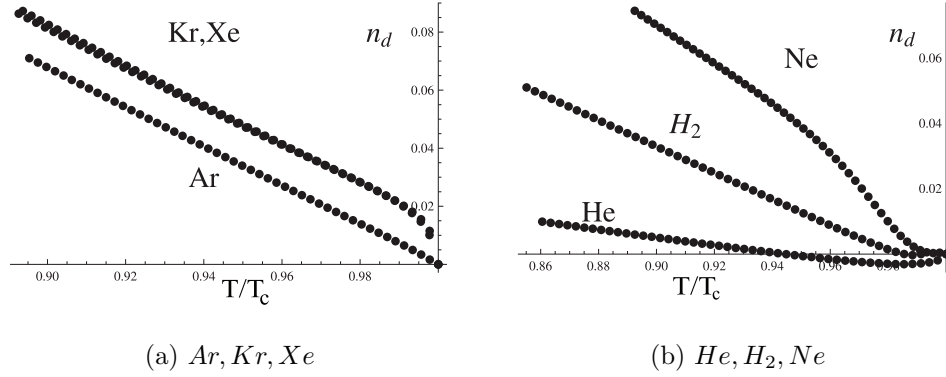 Kr,Xe
n_d
0.08
0.06
0.04
Ar
0.02
0.90 0.92 0.94 0.96 0.98
T/T_c
(a) Ar, Kr, Xe
n_d
Ne
0.06
H_2
0.04
0.02
He
0.86 0.88 0.90 0.92 0.94 0.96
T/T_c
(b) He, H_2, Ne